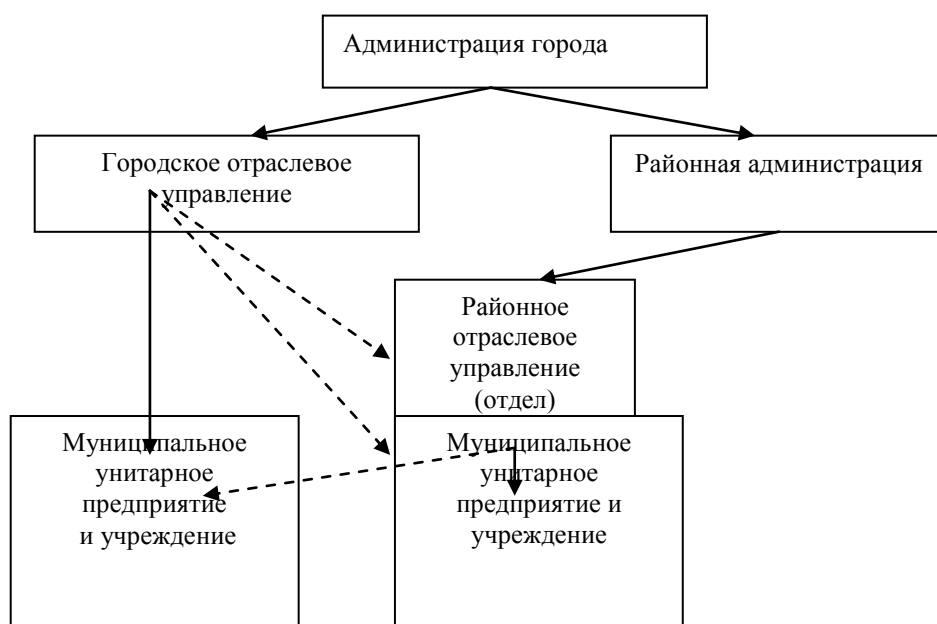 Администрация города
Городское отраслевое
управление
Районная администрация
Районное
отраслевое
управление
(отдел)
Муниципальное
унитарное
предприятие
и учреждение
Муниципальное
унитарное
предприятие и
учреждение